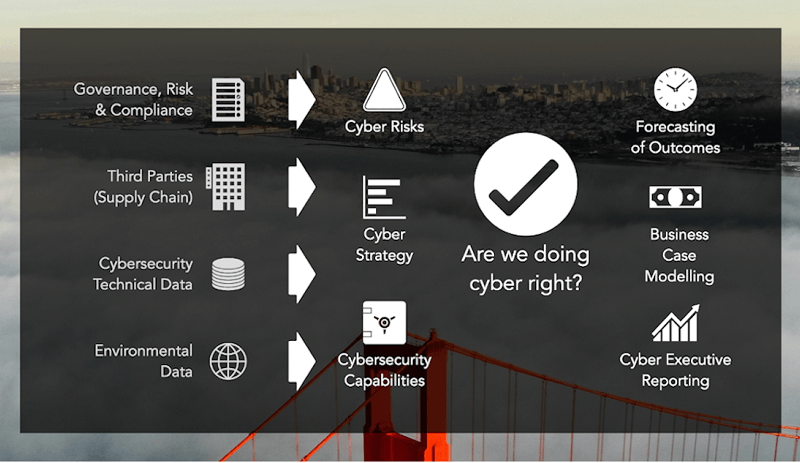 Governance, Risk
& Compliance
Third Parties
(Supply Chain)
Cybersecurity
Technical Data
Environmental
Data
Cyber Risks
Cyber
Strategy
Cybersecurity
Capabilities
Are we doing
cyber right?
Forecasting
of Outcomes
Business
Case
Modelling
Cyber Executive
Reporting